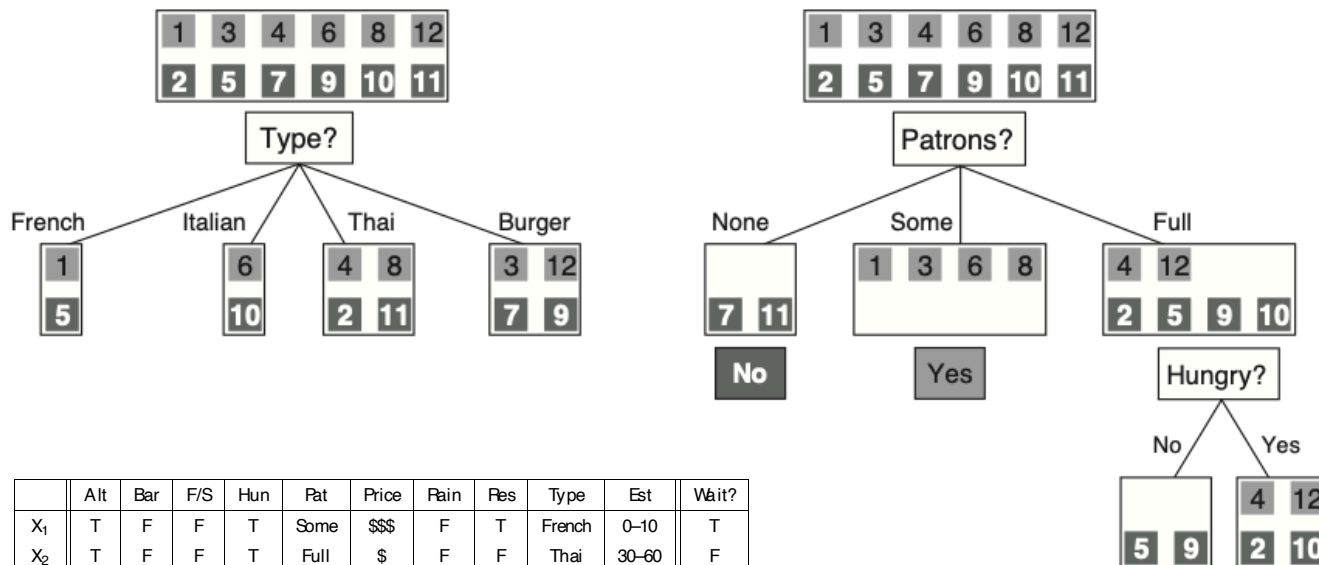 1 3 4 6 8 12
2 5 7 9 10 11
Type?
French Italian Thai Burger
1 6 4 8 3 12
5 10 2 11 7 9
1 3 4 6 8 12
2 5 7 9 10 11
Patrons?
None Some Full
1 3 6 8 4 12
7 11 2 5 9 10
No Yes Hungry?
No Yes
4 12
5 9 2 10
Alt Bar F/S Hun Pat Price Rain Res Type Est Wait?
X1 T F F T Some $$$ F T French 0–10 T
X2 T F F T Full $ F F Thai 30–60 F